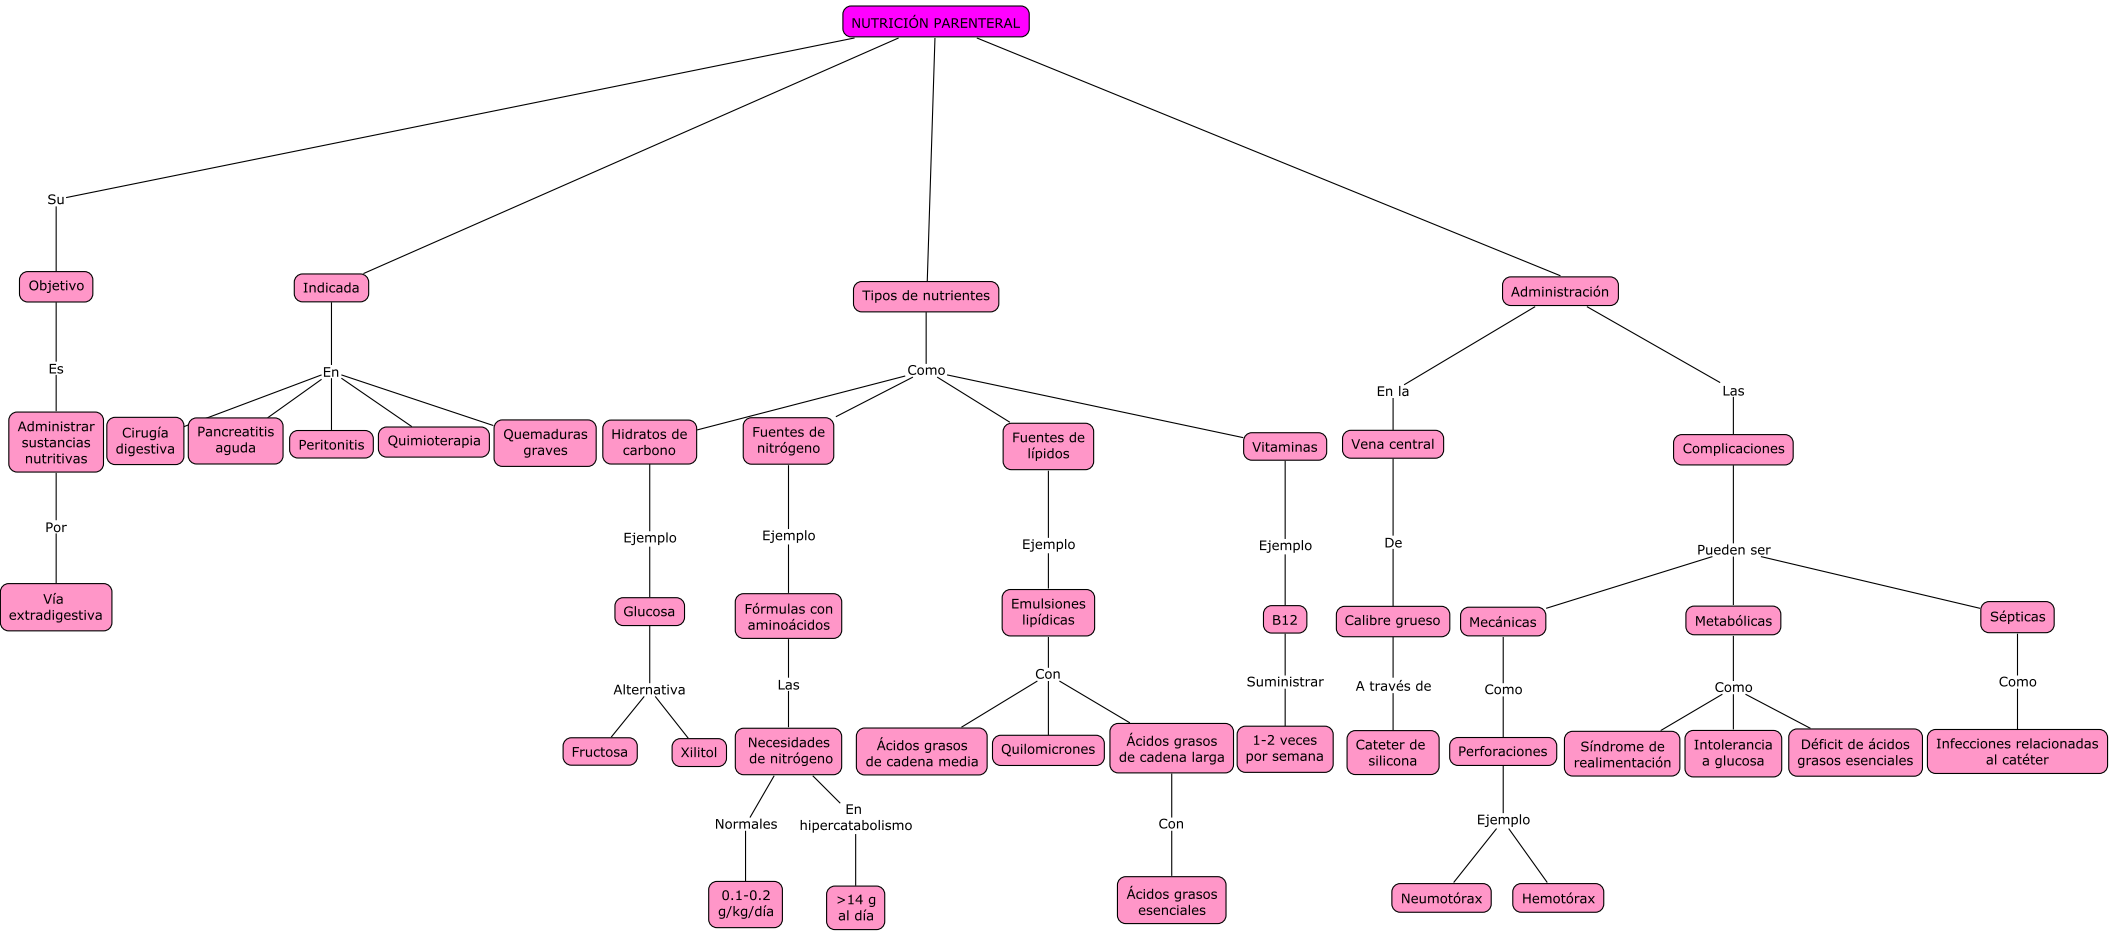 NUTRICIÓN PARENTERAL
Su
Objetivo
Indicada
Tipos de nutrientes
Administración
Es
En
Como
En la
Las
Administrar
sustancias
nutritivas
Cirugía
digestiva
Pancreatitis
aguda
Peritonitis
Quimioterapia
Quemaduras
graves
Hidratos de
carbono
Fuentes de
nitrógeno
Fuentes de
lípidos
Vitaminas
Vena central
Complicaciones
Por
Ejemplo
Ejemplo
Ejemplo
Ejemplo
De
Pueden ser
Vía
extradigestiva
Glucosa
Fórmulas con
aminoácidos
Emulsiones
lipídicas
B12
Calibre grueso
Mecánicas
Metabólicas
Sépticas
Alternativa
Las
Con
Suministrar
A través de
Como
Como
Como
Fructosa
Xilitol
Necesidades
de nitrógeno
Ácidos grasos
de cadena media
Quilomicrones
Ácidos grasos
de cadena larga
1-2 veces
por semana
Cateter de
silicona
Perforaciones
Síndrome de
realimentación
Intolerancia
a glucosa
Déficit de ácidos
grasos esenciales
Infecciones relacionadas
al catéter
Normales
En
hipercatabolismo
Con
Ejemplo
0.1-0.2
g/kg/día
>14 g
al día
Ácidos grasos
esenciales
Neumotórax
Hemotórax